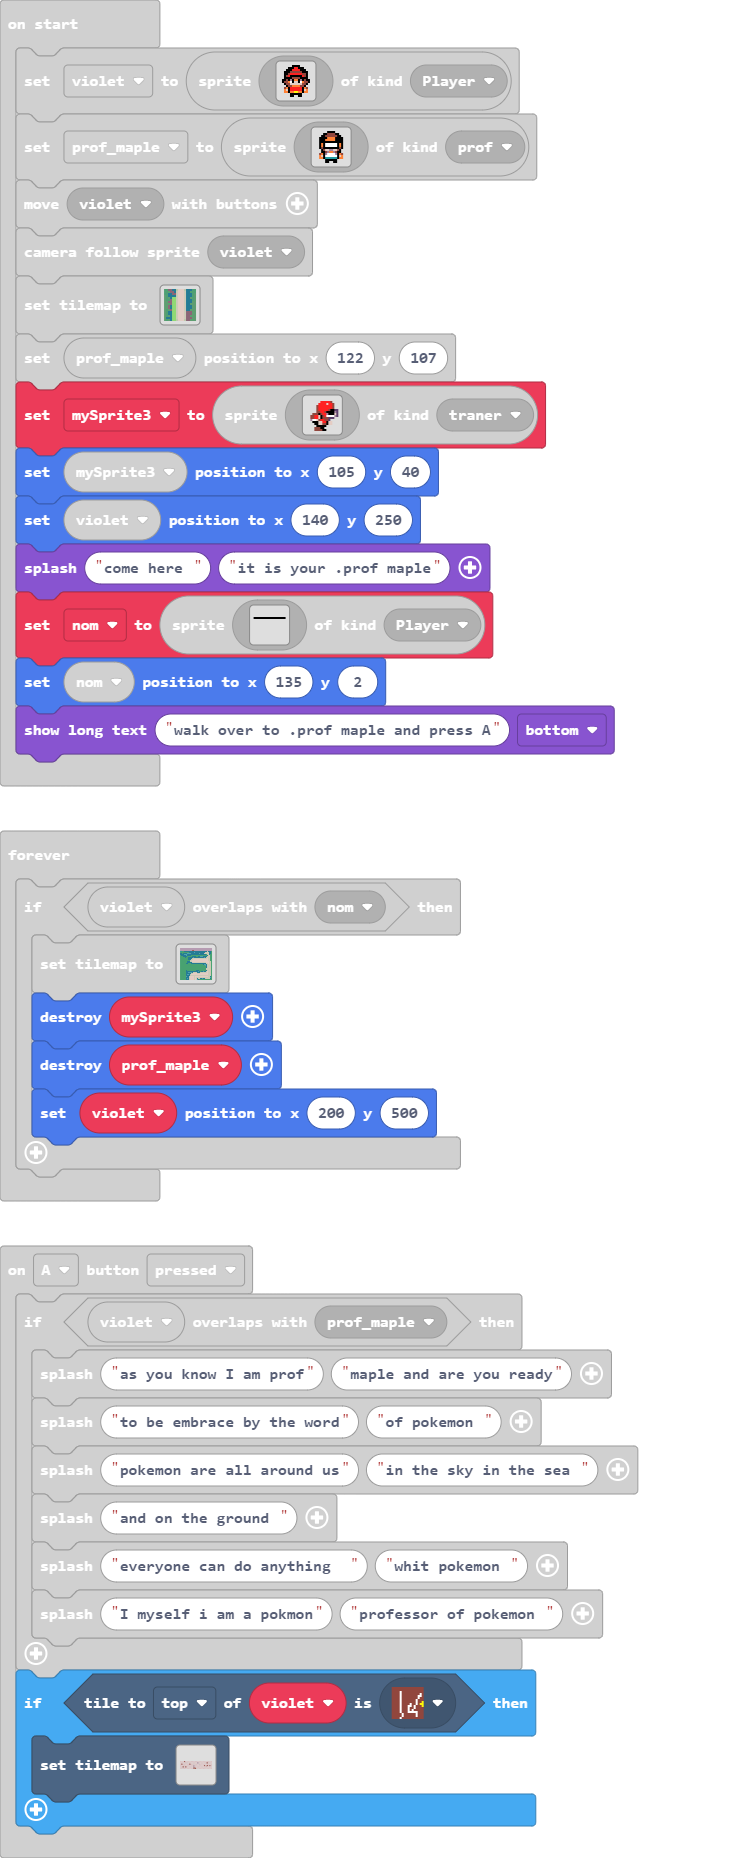 on start
set violet to sprite of kind Player
set prof_maple to sprite of kind prof
move violet with buttons
camera follow sprite violet
set tilemap to
set prof_maple position to x 122 y 107
set mySprite3 to sprite of kind traner
set mySprite3 position to x 105 y 40
set violet position to x 140 y 250
splash "come here " "it is your .prof maple"
set nom to sprite of kind Player
set nom position to x 135 y 2
show long text "walk over to .prof maple and press A" bottom
forever
if violet overlaps with nom then
set tilemap to
destroy mySprite3
destroy prof_maple
set violet position to x 200 y 500
on A button pressed
if violet overlaps with prof_maple then
splash "as you know I am prof" "maple and are you ready"
splash "to be embrace by the word" "of pokemon "
splash "pokemon are all around us" "in the sky in the sea "
splash "and on the ground "
splash "everyone can do anything  " "whit pokemon "
splash "I myself i am a pokmon" "professor of pokemon "
if tile to top of violet is then
set tilemap to